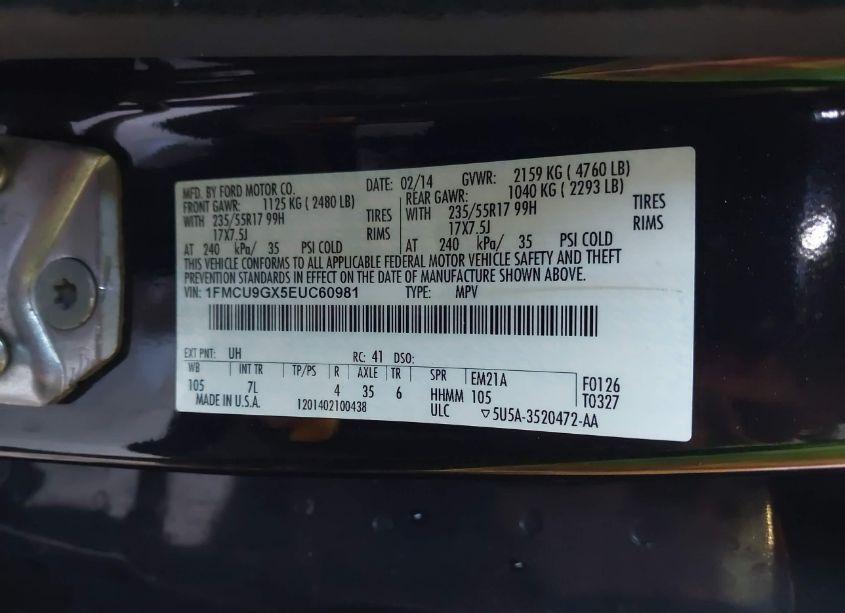 MFD. BY FORD MOTOR CO. DATE: 02/14 GVWR: 2159 KG ( 4760 LB)
FRONT GAWR: 1125 KG ( 2480 LB) REAR GAWR: 1040 KG ( 2293 LB)
WITH 235/55R17 99H TIRES WITH 235/55R17 99H TIRES
17X7.5J RIMS 17X7.5J RIMS
AT 240 kPa/ 35 PSI COLD AT 240 kPa/ 35 PSI COLD
THIS VEHICLE CONFORMS TO ALL APPLICABLE FEDERAL MOTOR VEHICLE SAFETY AND THEFT
PREVENTION STANDARDS IN EFFECT ON THE DATE OF MANUFACTURE SHOWN ABOVE.
VIN: 1FMCU9GX5EUC60981 TYPE: MPV
EXT PNT: UH RC: 41 DSO:
WB INT TR TP/PS R AXLE TR SPR EM21A F0126
105 7L 4 35 6 HHMM 105 T0327
MADE IN U.S.A. 1201402100438 ULC ▽5U5A-3520472-AA